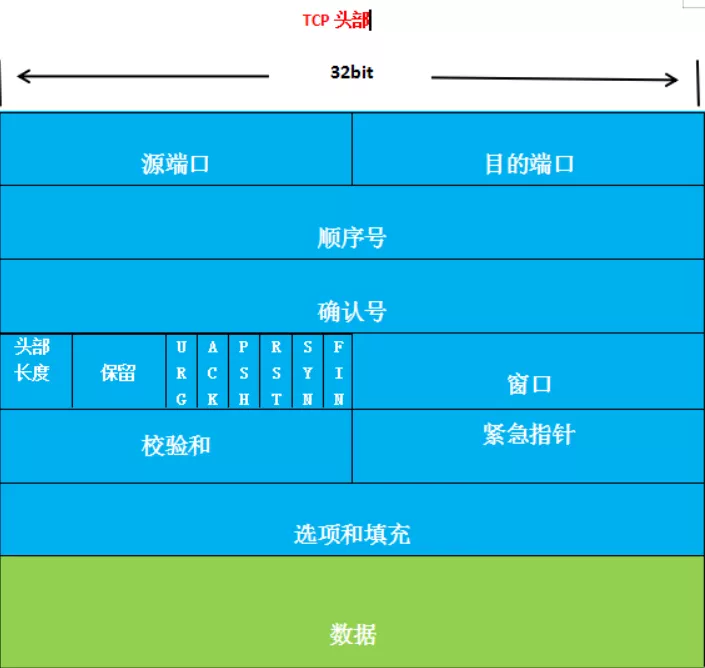 TCP 头部
32bit
源端口 目的端口
顺序号
确认号
头部长度 保留 URG ACK PSH RST SYN FIN 窗口
校验和 紧急指针
选项和填充
数据